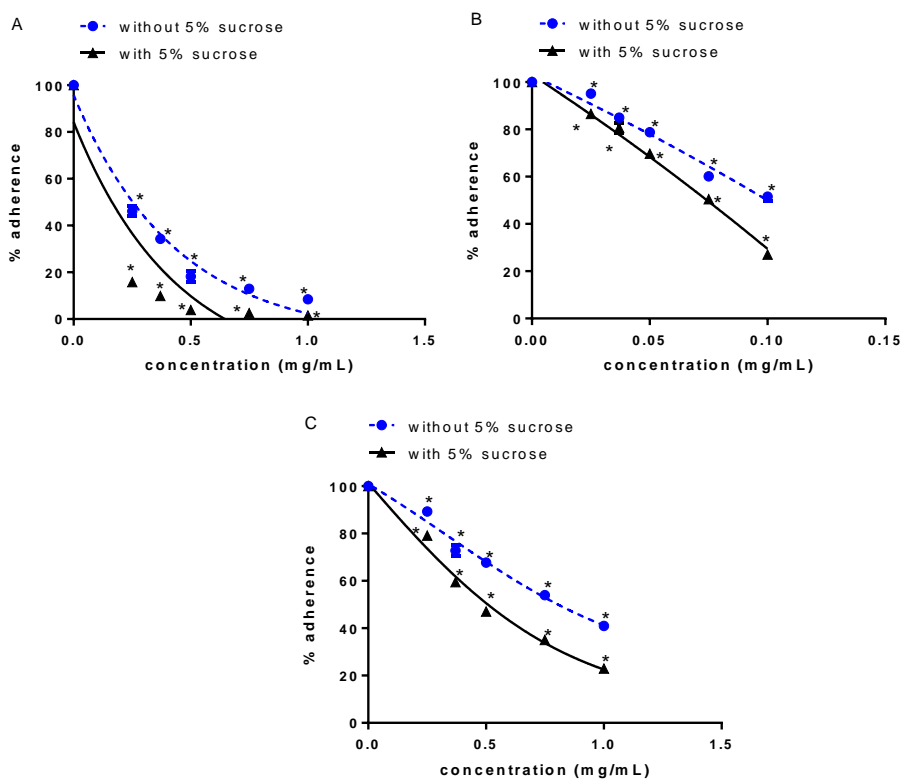 A
without 5% sucrose
with 5% sucrose
% adherence
100
80
60
40
20
0
* * * * *
* * * * *
0.0 0.5 1.0 1.5
concentration (mg/mL)
B
without 5% sucrose
with 5% sucrose
% adherence
100
80
60
40
20
0
* * * * *
* * * * *
0.00 0.05 0.10 0.15
concentration (mg/mL)
C
without 5% sucrose
with 5% sucrose
% adherence
100
80
60
40
20
0
* * * * *
* * * * *
0.0 0.5 1.0 1.5
concentration (mg/mL)